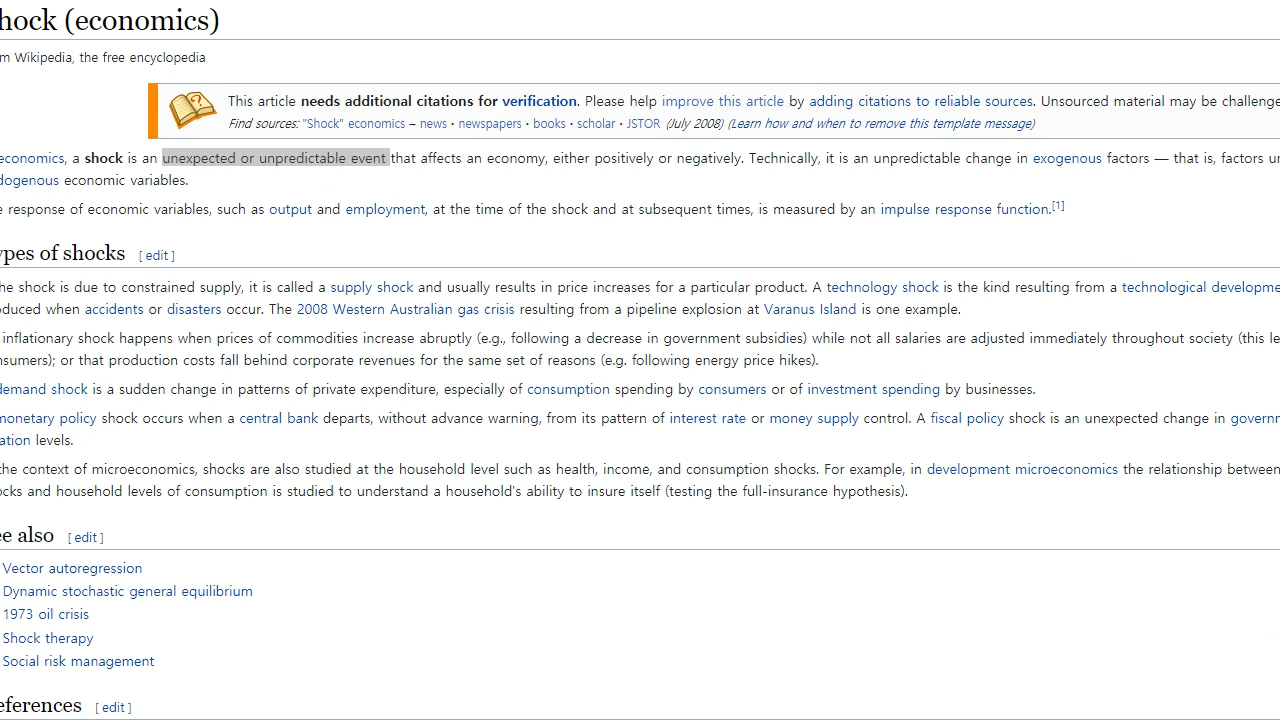 hock (economics)
m Wikipedia, the free encyclopedia
This article needs additional citations for verification. Please help improve this article by adding citations to reliable sources. Unsourced material may be challenge
Find sources: "Shock" economics – news · newspapers · books · scholar · JSTOR (July 2008) (Learn how and when to remove this template message)
economics, a shock is an unexpected or unpredictable event that affects an economy, either positively or negatively. Technically, it is an unpredictable change in exogenous factors — that is, factors un
dogenous economic variables.
e response of economic variables, such as output and employment, at the time of the shock and at subsequent times, is measured by an impulse response function.[1]
ypes of shocks [ edit ]
he shock is due to constrained supply, it is called a supply shock and usually results in price increases for a particular product. A technology shock is the kind resulting from a technological developme
oduced when accidents or disasters occur. The 2008 Western Australian gas crisis resulting from a pipeline explosion at Varanus Island is one example.
inflationary shock happens when prices of commodities increase abruptly (e.g., following a decrease in government subsidies) while not all salaries are adjusted immediately throughout society (this le
nsumers); or that production costs fall behind corporate revenues for the same set of reasons (e.g. following energy price hikes).
demand shock is a sudden change in patterns of private expenditure, especially of consumption spending by consumers or of investment spending by businesses.
monetary policy shock occurs when a central bank departs, without advance warning, from its pattern of interest rate or money supply control. A fiscal policy shock is an unexpected change in governm
ation levels.
the context of microeconomics, shocks are also studied at the household level such as health, income, and consumption shocks. For example, in development microeconomics the relationship between
ocks and household levels of consumption is studied to understand a household's ability to insure itself (testing the full-insurance hypothesis).
ee also [ edit ]
Vector autoregression
Dynamic stochastic general equilibrium
1973 oil crisis
Shock therapy
Social risk management
eferences [ edit ]